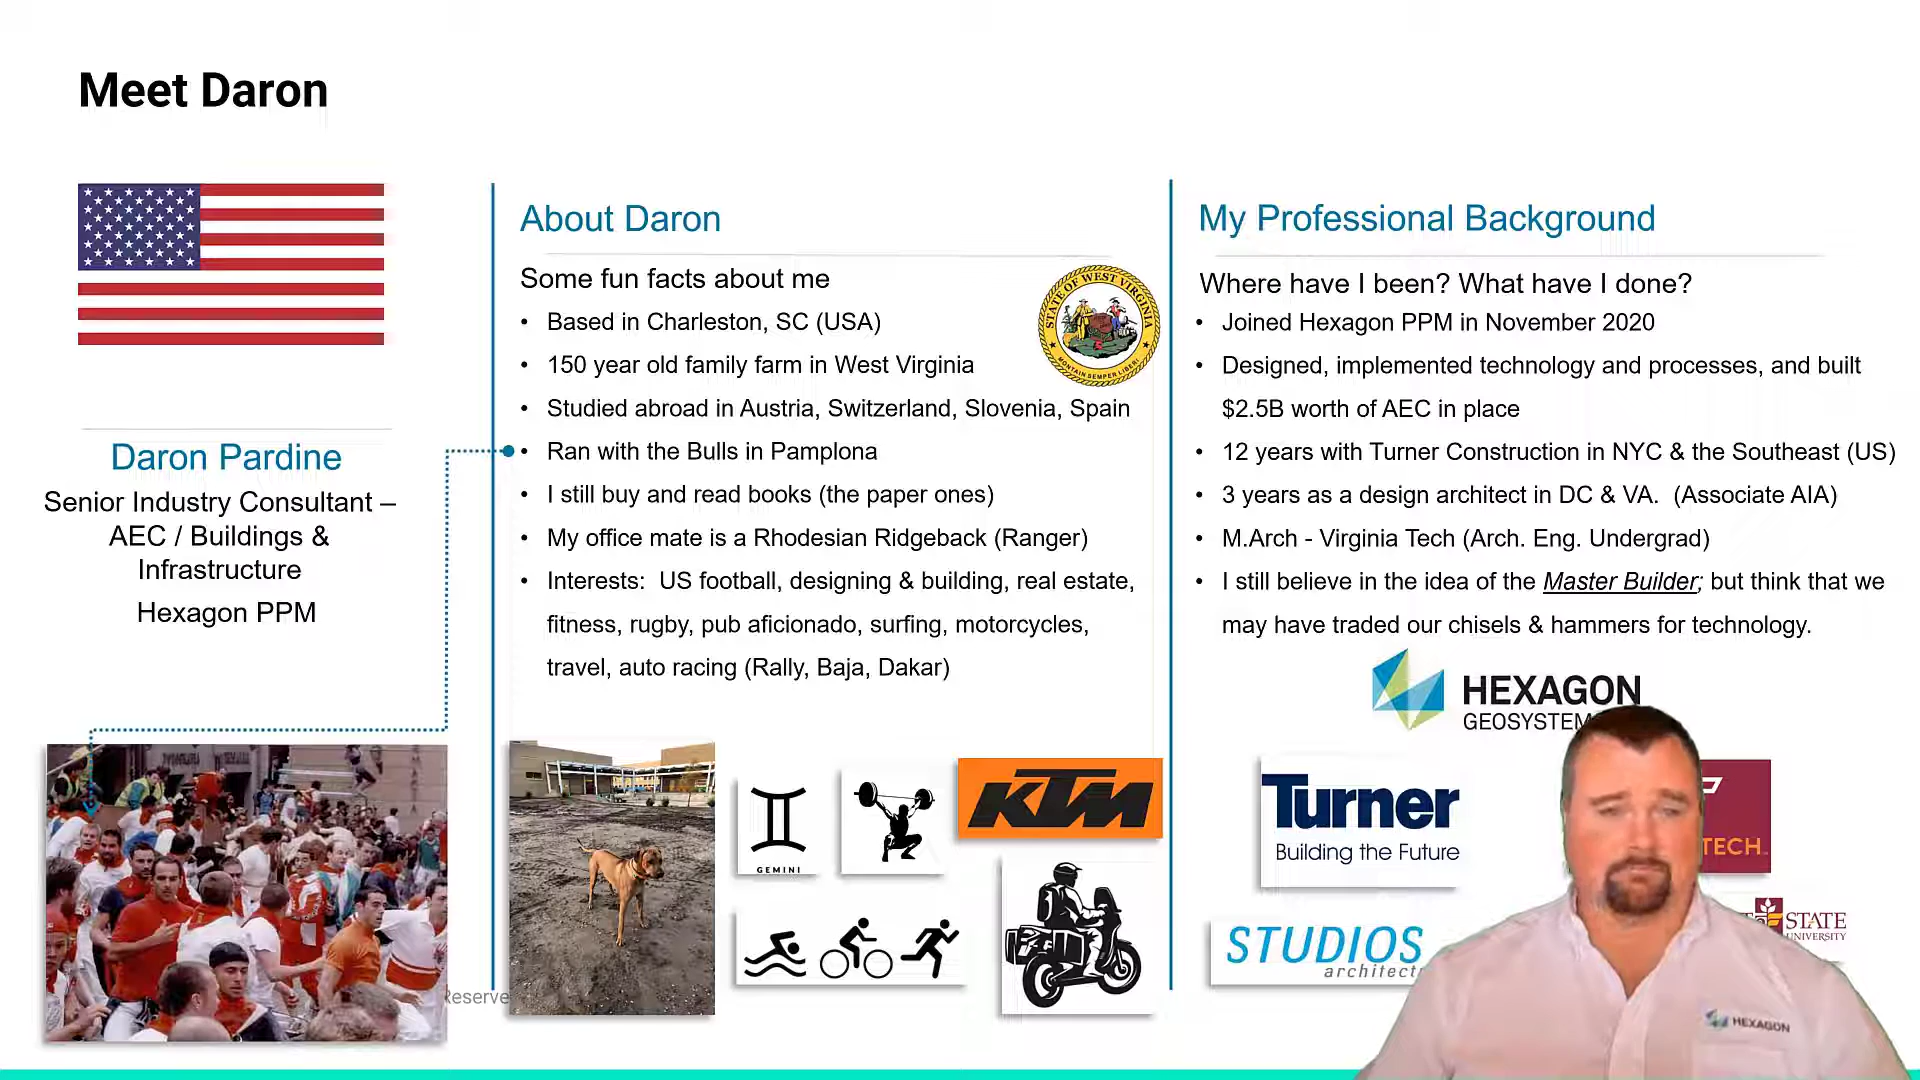 Meet Daron
Daron Pardine
Senior Industry Consultant –
AEC / Buildings &
Infrastructure
Hexagon PPM
About Daron
Some fun facts about me
• Based in Charleston, SC (USA)
• 150 year old family farm in West Virginia
• Studied abroad in Austria, Switzerland, Slovenia, Spain
• Ran with the Bulls in Pamplona
• I still buy and read books (the paper ones)
• My office mate is a Rhodesian Ridgeback (Ranger)
• Interests: US football, designing & building, real estate,
fitness, rugby, pub aficionado, surfing, motorcycles,
travel, auto racing (Rally, Baja, Dakar)
STATE OF WEST VIRGINIA
MONTANI SEMPER LIBERI
GEMINI
KTM
My Professional Background
Where have I been? What have I done?
• Joined Hexagon PPM in November 2020
• Designed, implemented technology and processes, and built
$2.5B worth of AEC in place
• 12 years with Turner Construction in NYC & the Southeast (US)
• 3 years as a design architect in DC & VA. (Associate AIA)
• M.Arch - Virginia Tech (Arch. Eng. Undergrad)
• I still believe in the idea of the Master Builder; but think that we
may have traded our chisels & hammers for technology.
HEXAGON
GEOSYSTEM
Turner
Building the Future
TECH
STUDIOS
architect
STATE
UNIVERSITY
HEXAGON
Reserve